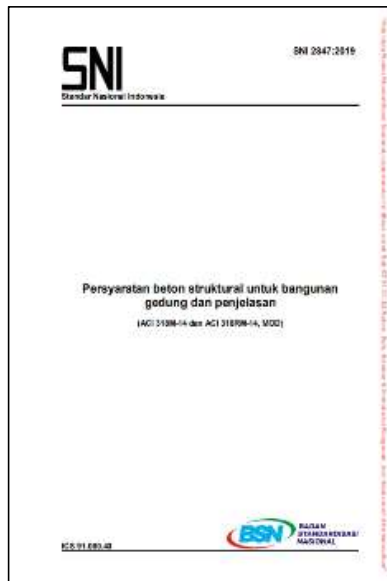 SNI 2847:2019
SNI
Standar Nasional Indonesia
Persyaratan beton struktural untuk bangunan
gedung dan penjelasan
(ACI 318M-14 dan ACI 318RM-14, MOD)
ICS 91.080.40
BSN
BADAN
STANDARDISASI
NASIONAL